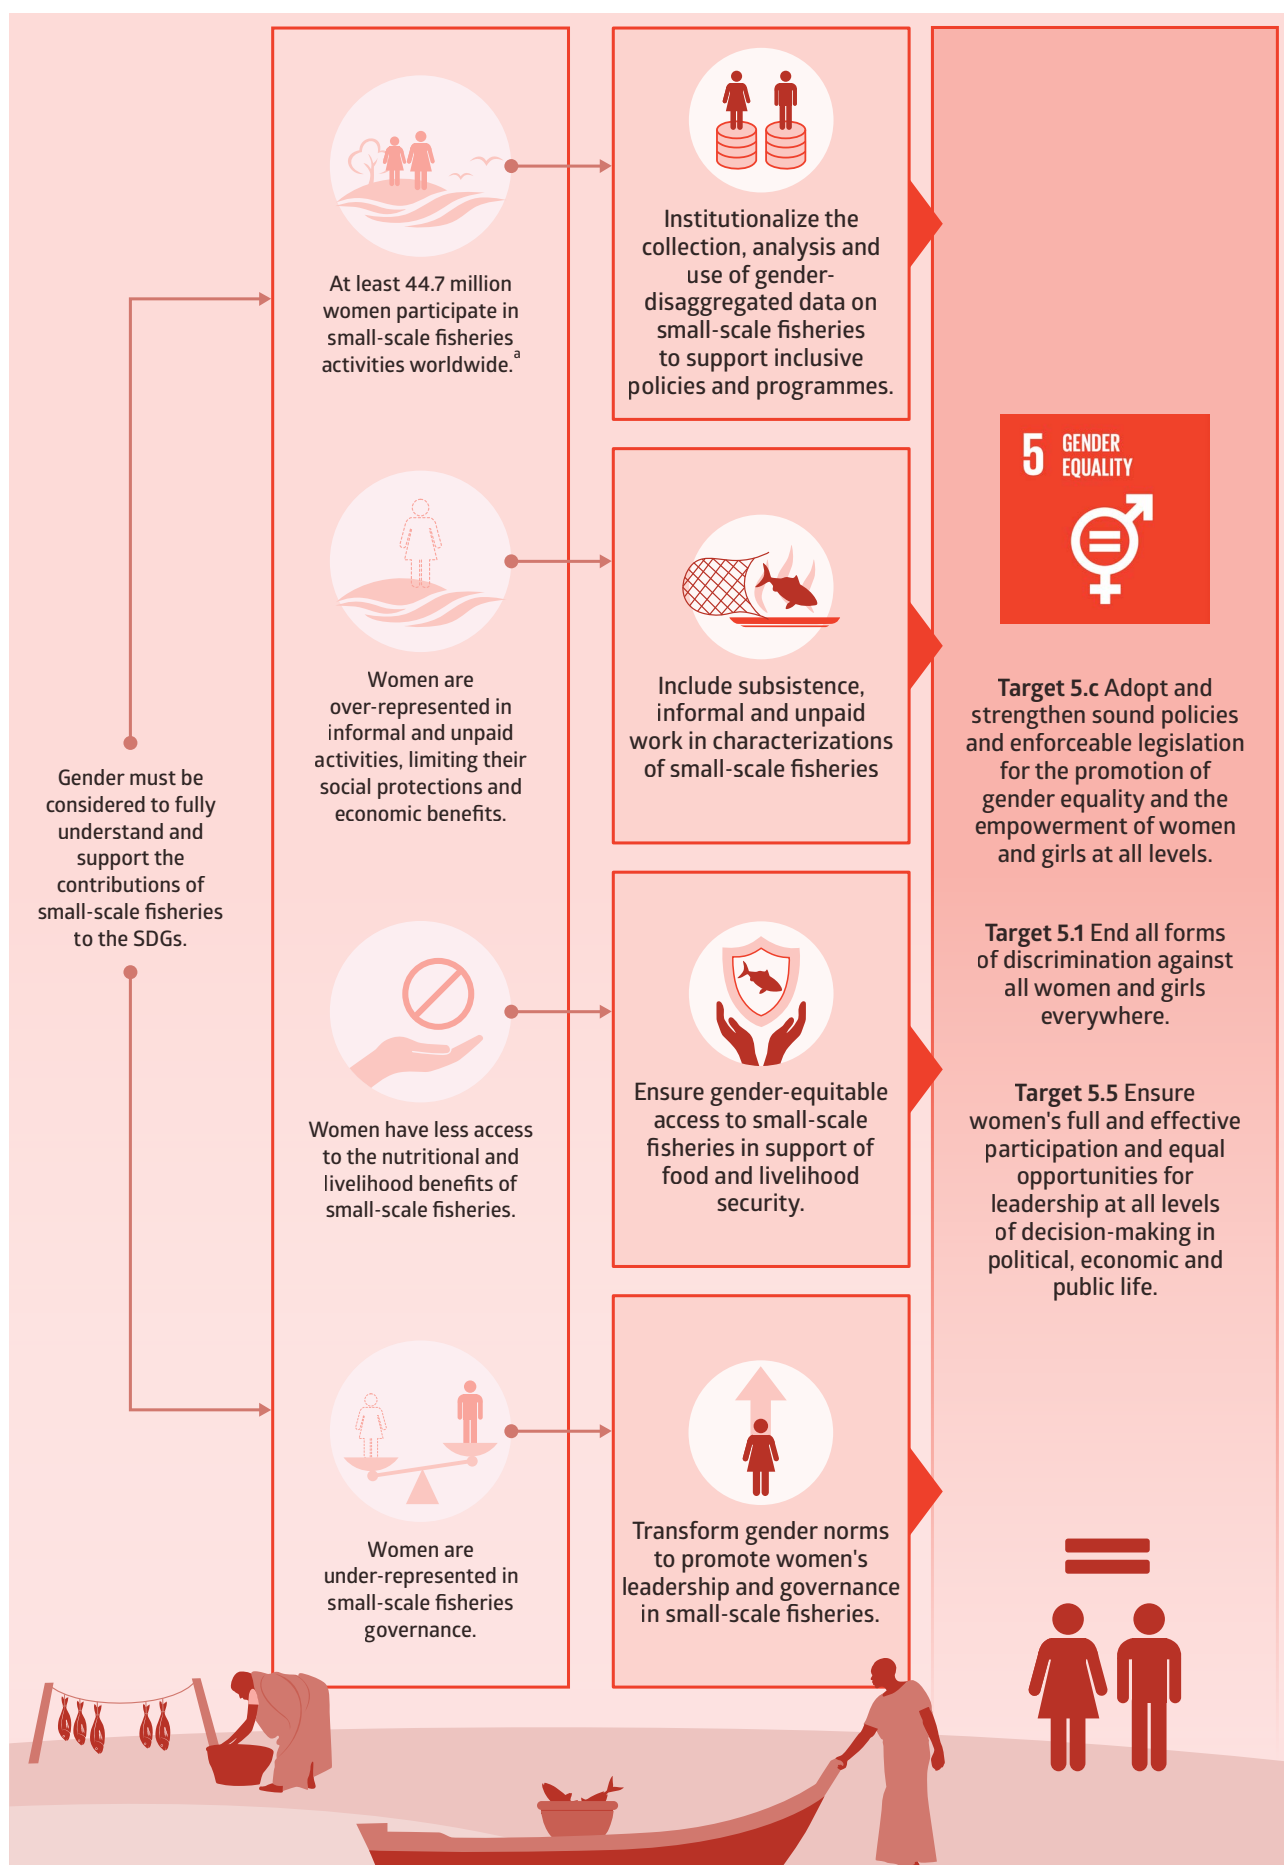 Gender must be
considered to fully
understand and
support the
contributions of
small-scale fisheries
to the SDGs.
At least 44.7 million
women participate in
small-scale fisheries
activities worldwide.a
Women are
over-represented in
informal and unpaid
activities, limiting their
social protections and
economic benefits.
Women have less access
to the nutritional and
livelihood benefits of
small-scale fisheries.
Women are
under-represented in
small-scale fisheries
governance.
Institutionalize the
collection, analysis and
use of gender-
disaggregated data on
small-scale fisheries
to support inclusive
policies and programmes.
Include subsistence,
informal and unpaid
work in characterizations
of small-scale fisheries
Ensure gender-equitable
access to small-scale
fisheries in support of
food and livelihood
security.
Transform gender norms
to promote women's
leadership and governance
in small-scale fisheries.
5 GENDER
EQUALITY
Target 5.c Adopt and
strengthen sound policies
and enforceable legislation
for the promotion of
gender equality and the
empowerment of women
and girls at all levels.
Target 5.1 End all forms
of discrimination against
all women and girls
everywhere.
Target 5.5 Ensure
women's full and effective
participation and equal
opportunities for
leadership at all levels
of decision-making in
political, economic and
public life.